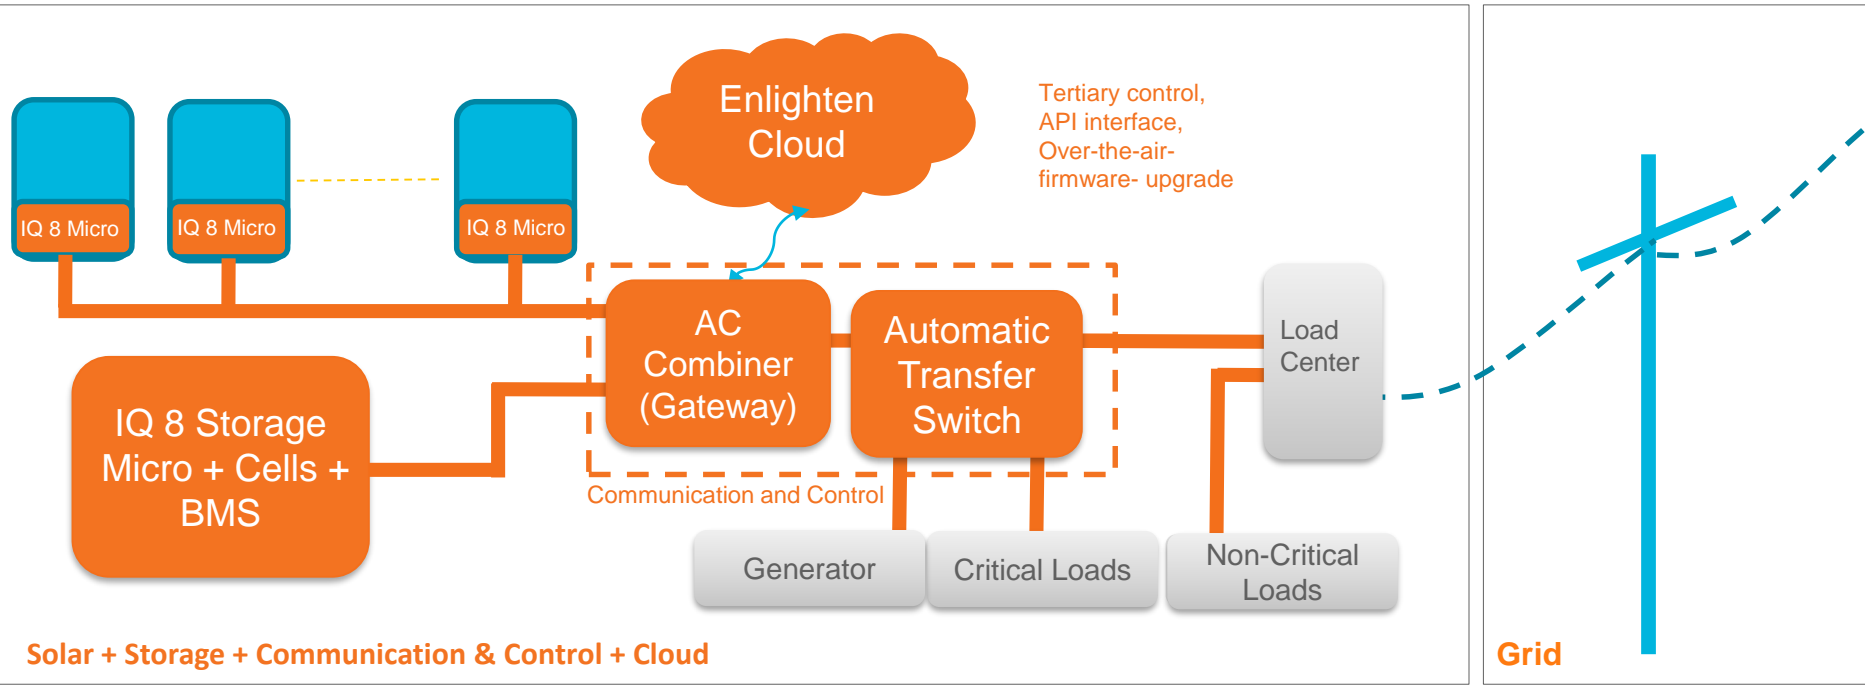 Enlighten
Cloud
Tertiary control,
API interface,
Over-the-air-
firmware- upgrade
IQ 8 Micro
IQ 8 Micro
IQ 8 Micro
AC
Combiner
(Gateway)
Automatic
Transfer
Switch
Load
Center
IQ 8 Storage
Micro + Cells +
BMS
Communication and Control
Generator
Critical Loads
Non-Critical
Loads
Solar + Storage + Communication & Control + Cloud
Grid